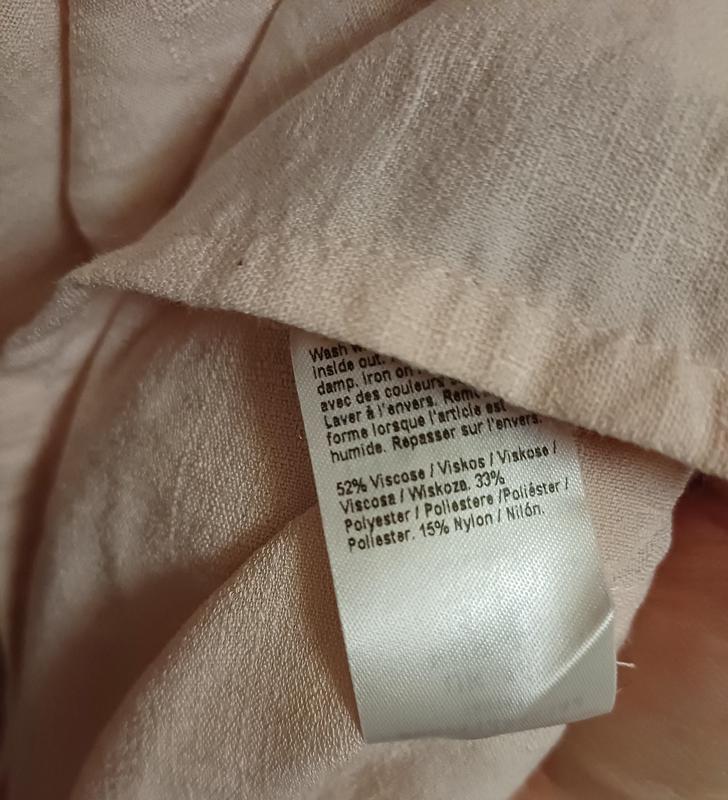 Wash
inside out.
damp. Iron on
avec des couleurs
Laver à l'envers.
forme lorsque l'article est
humide. Repasser sur l'envers.
52% Viscose / Viskos / Viskose /
Viscosa / Wiskoza. 33%
Polyester / Poliestere /Poliéster /
Poliester. 15% Nylon / Nilón.